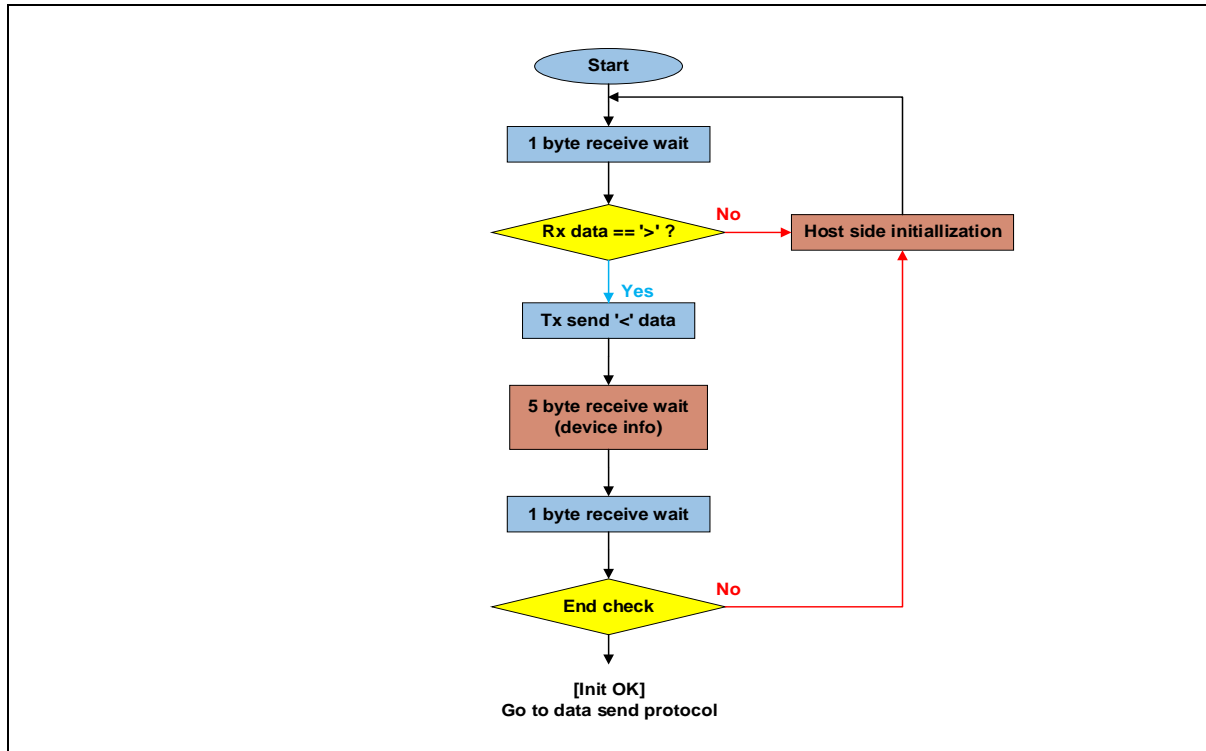 Start
1 byte receive wait
Rx data == '>' ?
No
Host side initiallization
Yes
Tx send '<' data
5 byte receive wait
(device info)
1 byte receive wait
End check
No
[Init OK]
Go to data send protocol